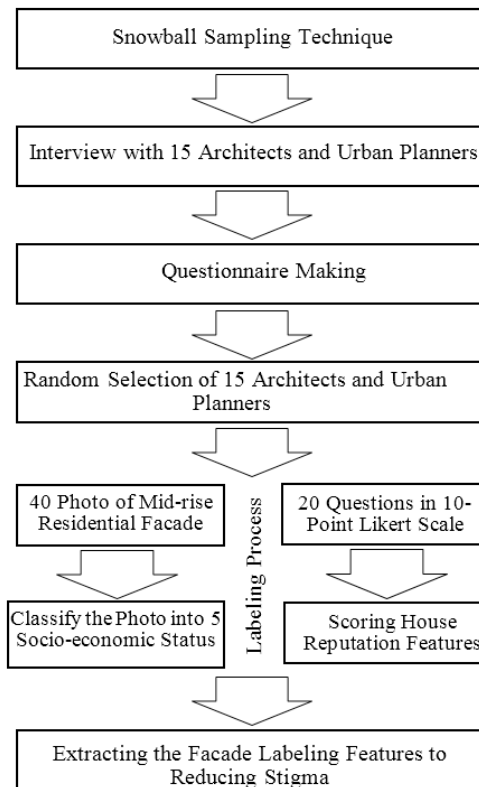 Snowball Sampling Technique
Interview with 15 Architects and Urban Planners
Questionnaire Making
Random Selection of 15 Architects and Urban
Planners
40 Photo of Mid-rise
Residential Facade
Classify the Photo into 5
Socio-economic Status
Labeling Process
20 Questions in 10-
Point Likert Scale
Scoring House
Reputation Features
Extracting the Facade Labeling Features to
Reducing Stigma